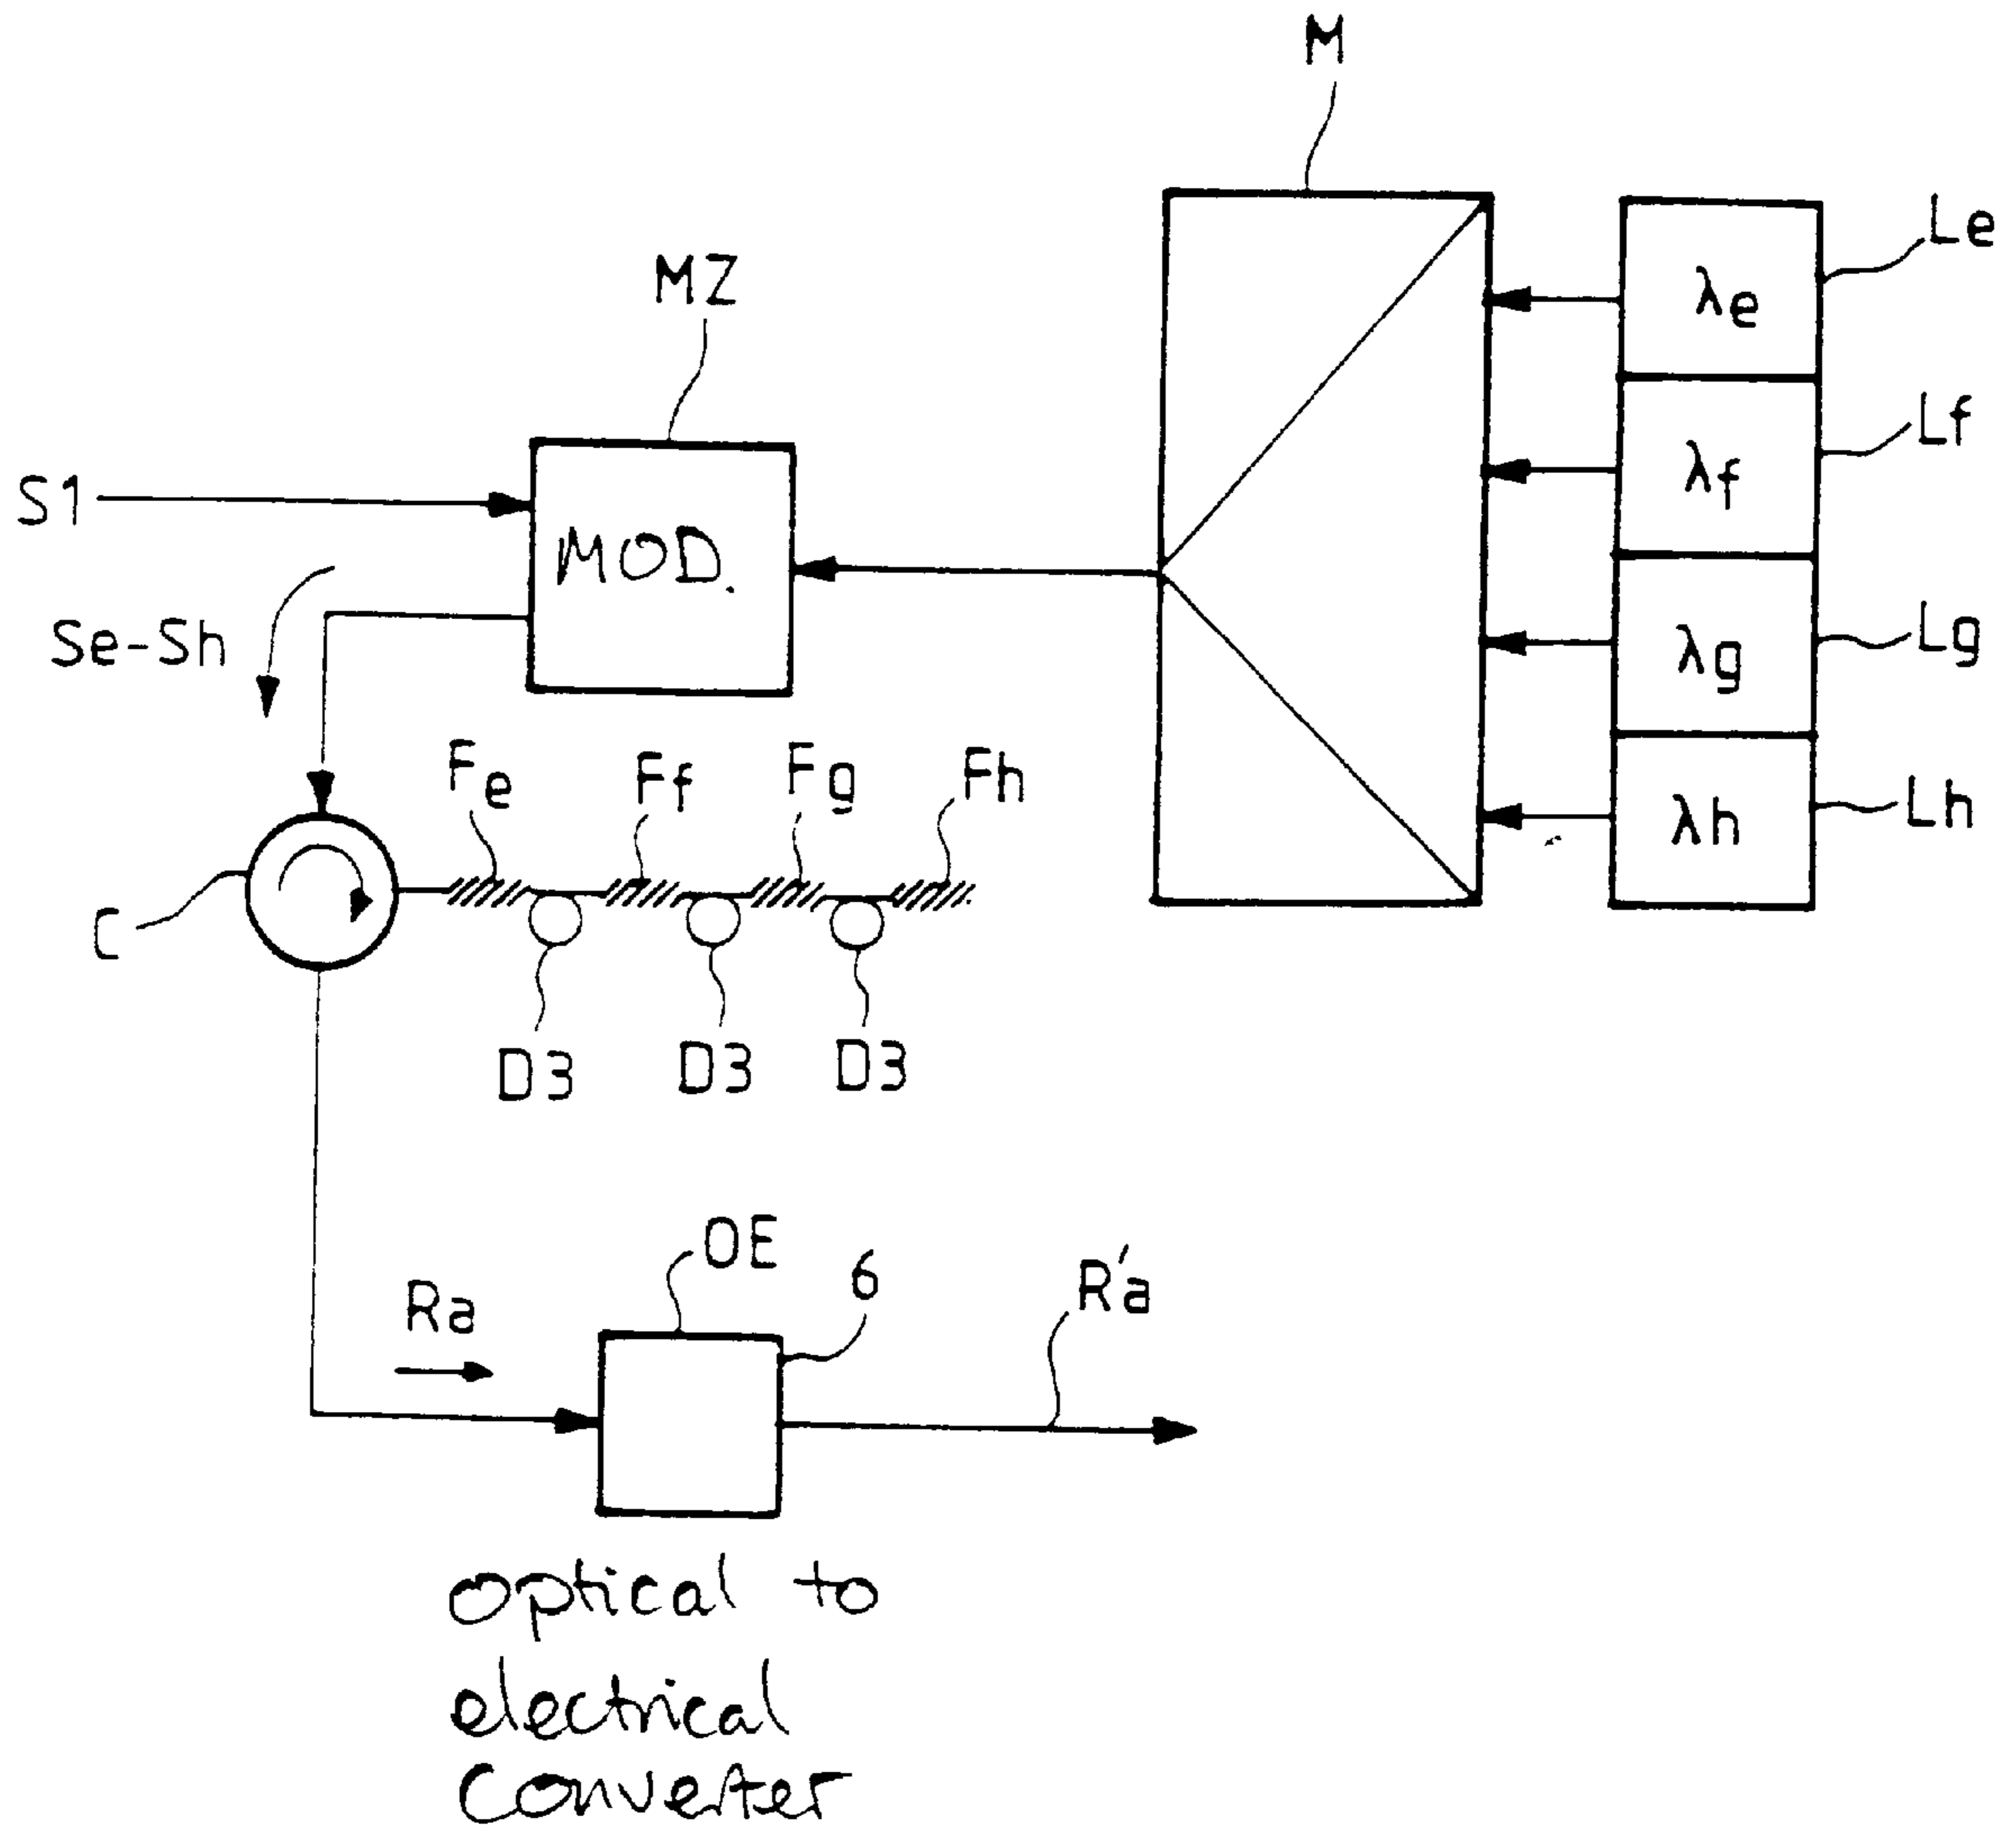 M
Le
λe
MZ
Lf
λf
S1
MOD.
Se-Sh
Lg
λg
Fe
Ff
Fg
Fh
λh
Lh
C
D3
D3
D3
OE
6
R'a
Ra
optical to
electrical
Converter